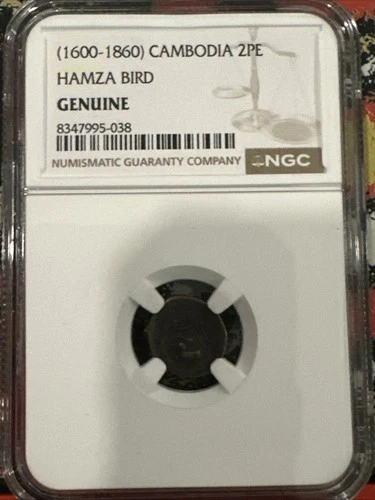 (1600-1860) CAMBODIA 2PE
HAMZA BIRD
GENUINE
8347995-038
NUMISMATIC GUARANTY COMPANY NGC